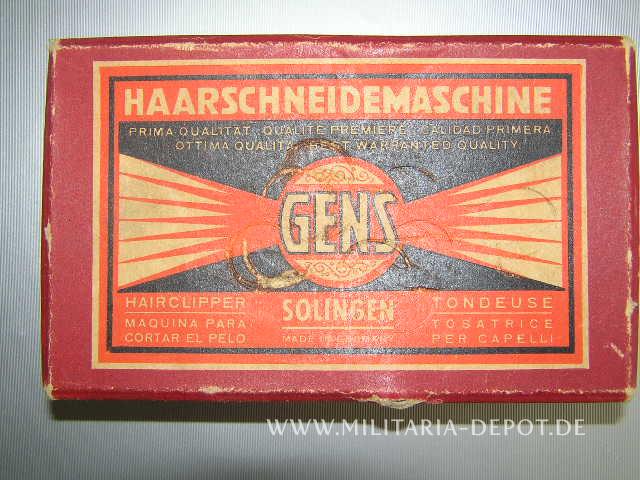 HAARSCHNEIDEMASCHINE
PRIMA QUALITÄT. QUALITÉ PREMIÈRE. CALIDAD PRIMERA
OTTIMA QUALITA. BEST WARRANTED QUALITY.
GENS
HAIRCLIPPER
MAQUINA PARA
CORTAR EL PELO
SOLINGEN
MADE IN GERMANY
TONDEUSE
TOSATRICE
PER CAPELLI
WWW.MILITARIA-DEPOT.DE